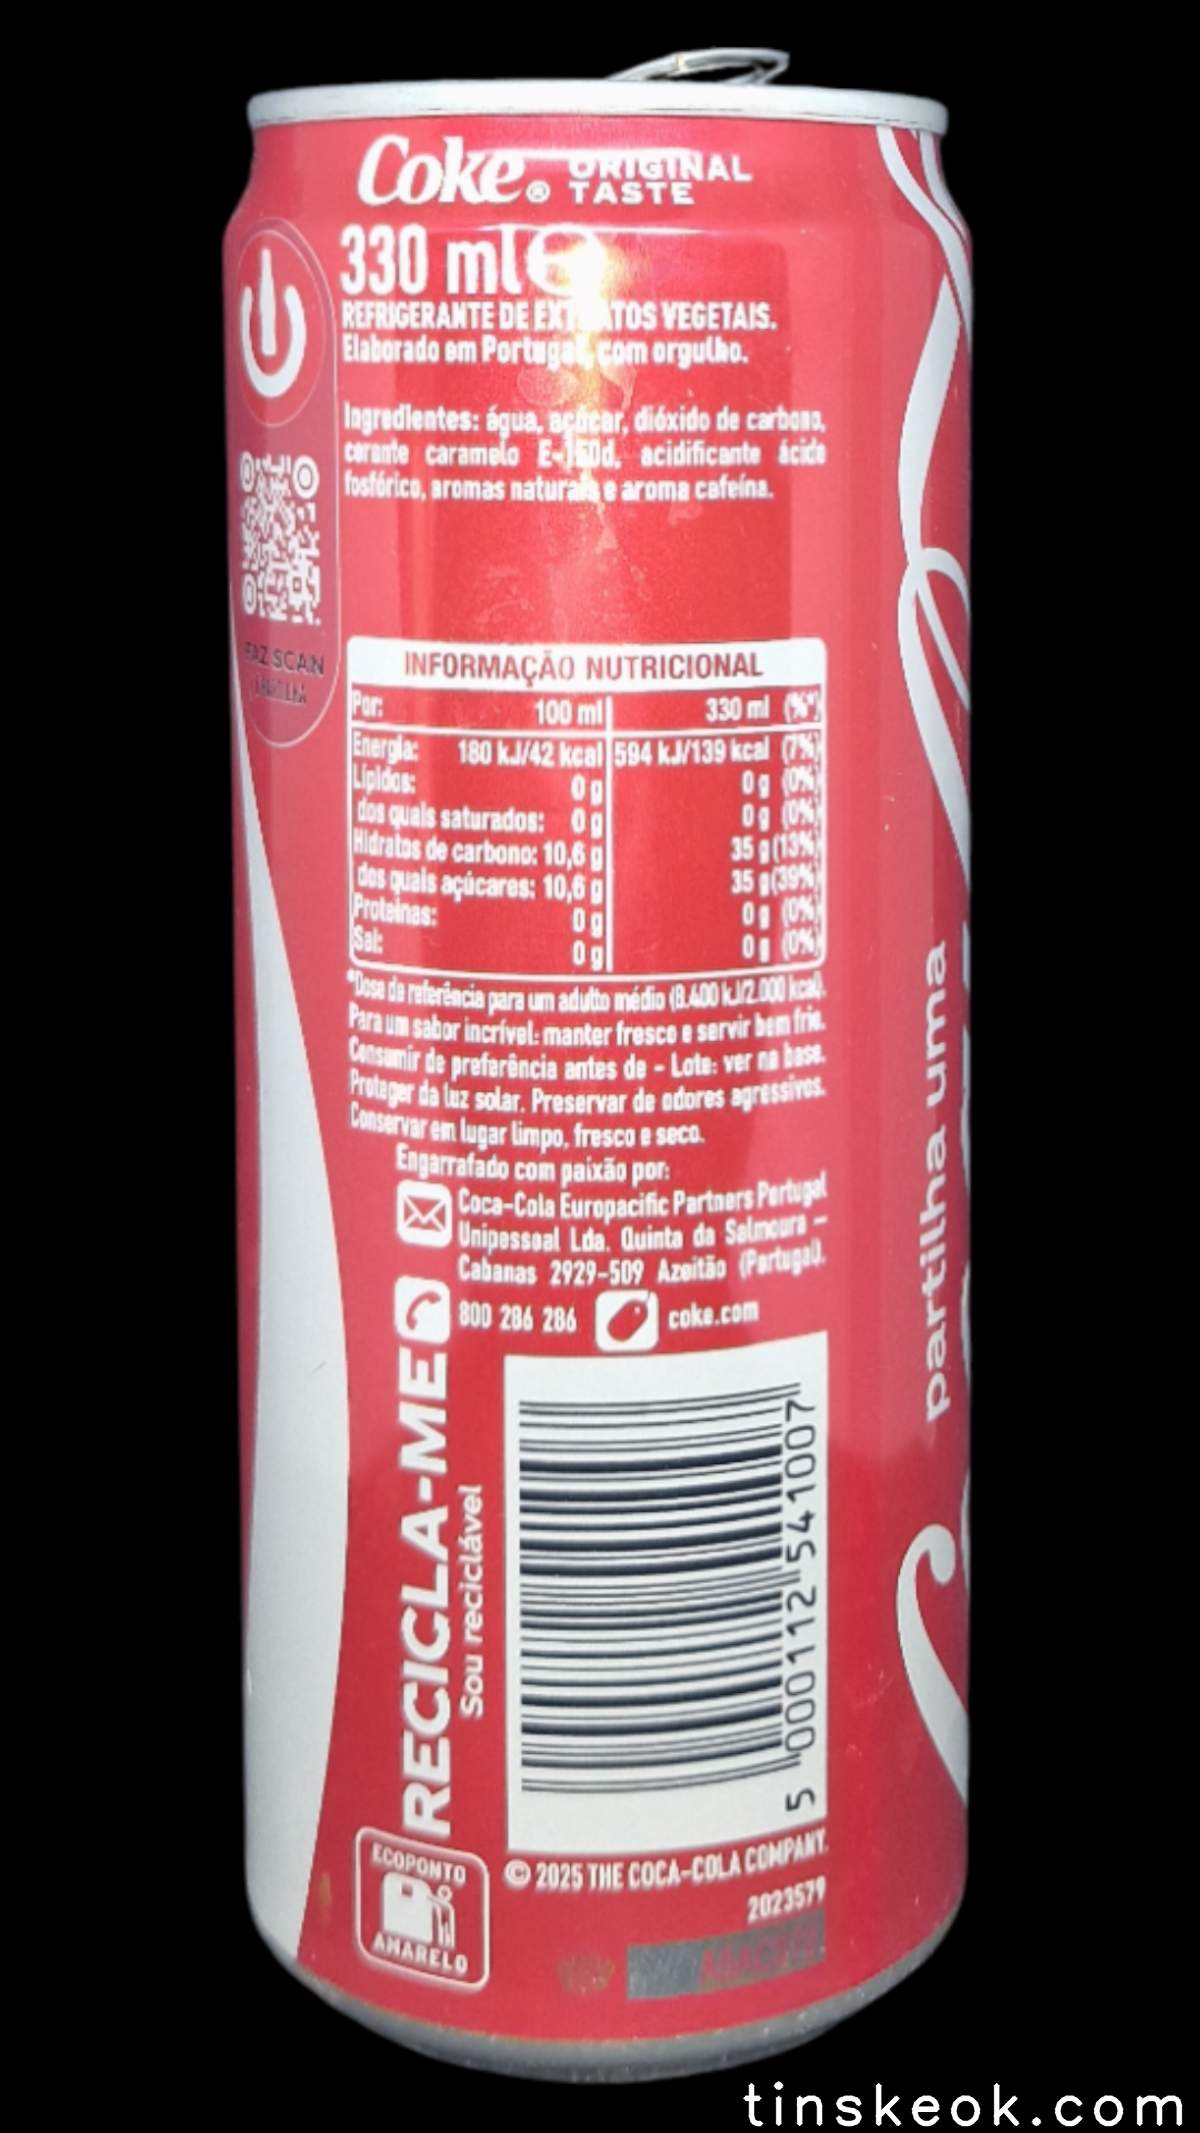 Coke® ORIGINAL
TASTE
330 ml e
REFRIGERANTE DE EXTRATOS VEGETAIS.
Elaborado em Portugal, com orgulho.
Ingredientes: água, açúcar, dióxido de carbono,
corante caramelo E-150d, acidificante ácido
fosfórico, aromas naturais e aroma cafeína.
FAZ SCAN
INFORMAÇÃO NUTRICIONAL
Por: 100 ml 330 ml (%*)
Energia: 180 kJ/42 kcal 594 kJ/139 kcal (7%)
Lípidos: 0 g 0 g (0%)
dos quais saturados: 0 g 0 g (0%)
Hidratos de carbono: 10,6 g 35 g (13%)
dos quais açúcares: 10,6 g 35 g (39%)
Proteínas: 0 g 0 g (0%)
Sal: 0 g 0 g (0%)
*Dose de referência para um adulto médio (8.400 kJ/2.000 kcal).
Para um sabor incrível: manter fresco e servir bem frio.
Consumir de preferência antes de - Lote: ver na base.
Proteger da luz solar. Preservar de odores agressivos.
Conservar em lugar limpo, fresco e seco.
Engarrafado com paixão por:
Coca-Cola Europacific Partners Portugal
Unipessoal Lda. Quinta da Salmoura –
Cabanas 2929-509 Azeitão (Portugal).
800 286 286 coke.com
RECICLA-ME
Sou reciclável
5 000112 541007
ECOPONTO
AMARELO
© 2025 THE COCA-COLA COMPANY.
2023579
partilha uma
tinskeok.com